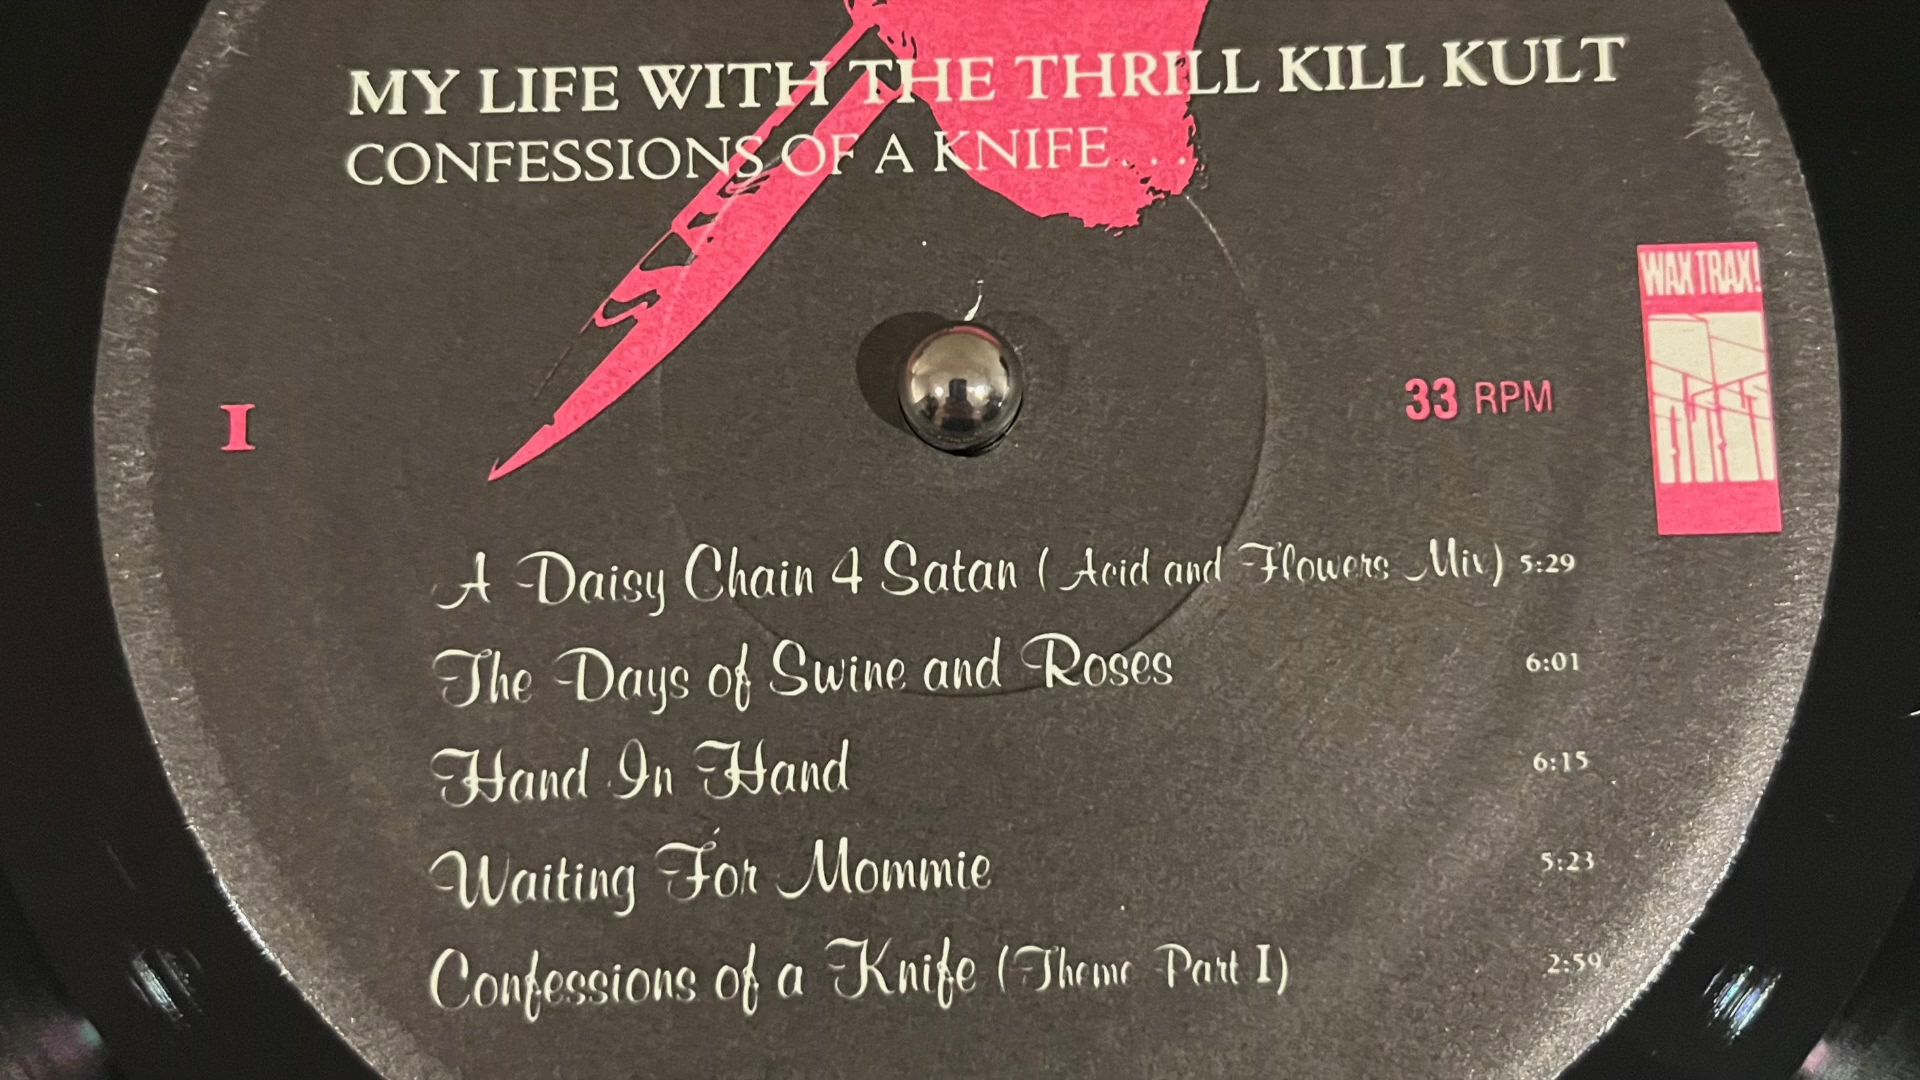 MY LIFE WITH THE THRILL KILL KULT
CONFESSIONS OF A KNIFE...
WAX TRAX!
I
33 RPM
A Daisy Chain 4 Satan (Acid and Flowers Mix) 5:29
The Days of Swine and Roses 6:01
Hand In Hand 6:15
Waiting For Mommie 5:23
Confessions of a Knife (Theme Part I) 2:59